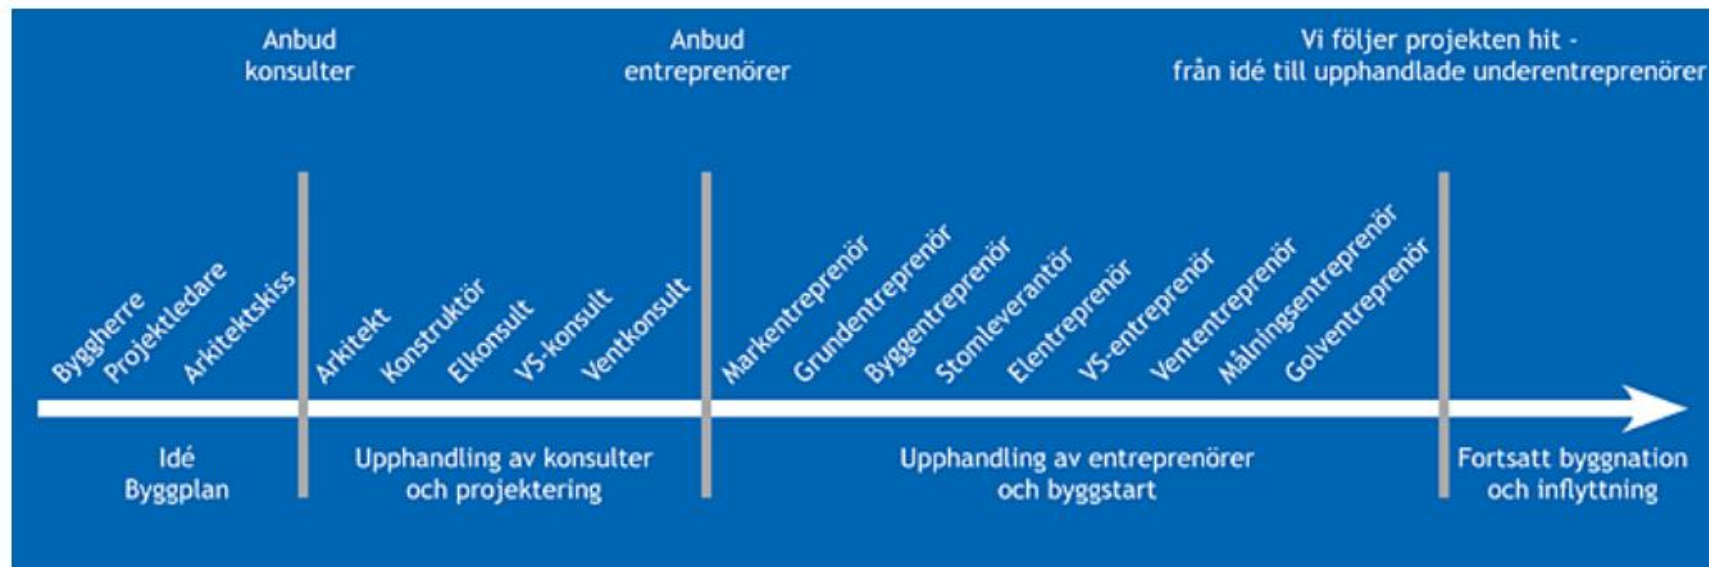 Anbud
konsulter
Anbud
entreprenörer
Vi följer projekten hit -
från idé till upphandlade underentreprenörer
Byggherre
Projektledare
Arkitektskiss
Arkitekt
Konstruktör
Elkonsult
VS-konsult
Ventkonsult
Markentreprenör
Grundentreprenör
Byggentreprenör
Stomleverantör
Elentreprenör
VS-entreprenör
Vententreprenör
Målningsentreprenör
Golventreprenör
Idé
Byggplan
Upphandling av konsulter
och projektering
Upphandling av entreprenörer
och byggstart
Fortsatt byggnation
och inflyttning